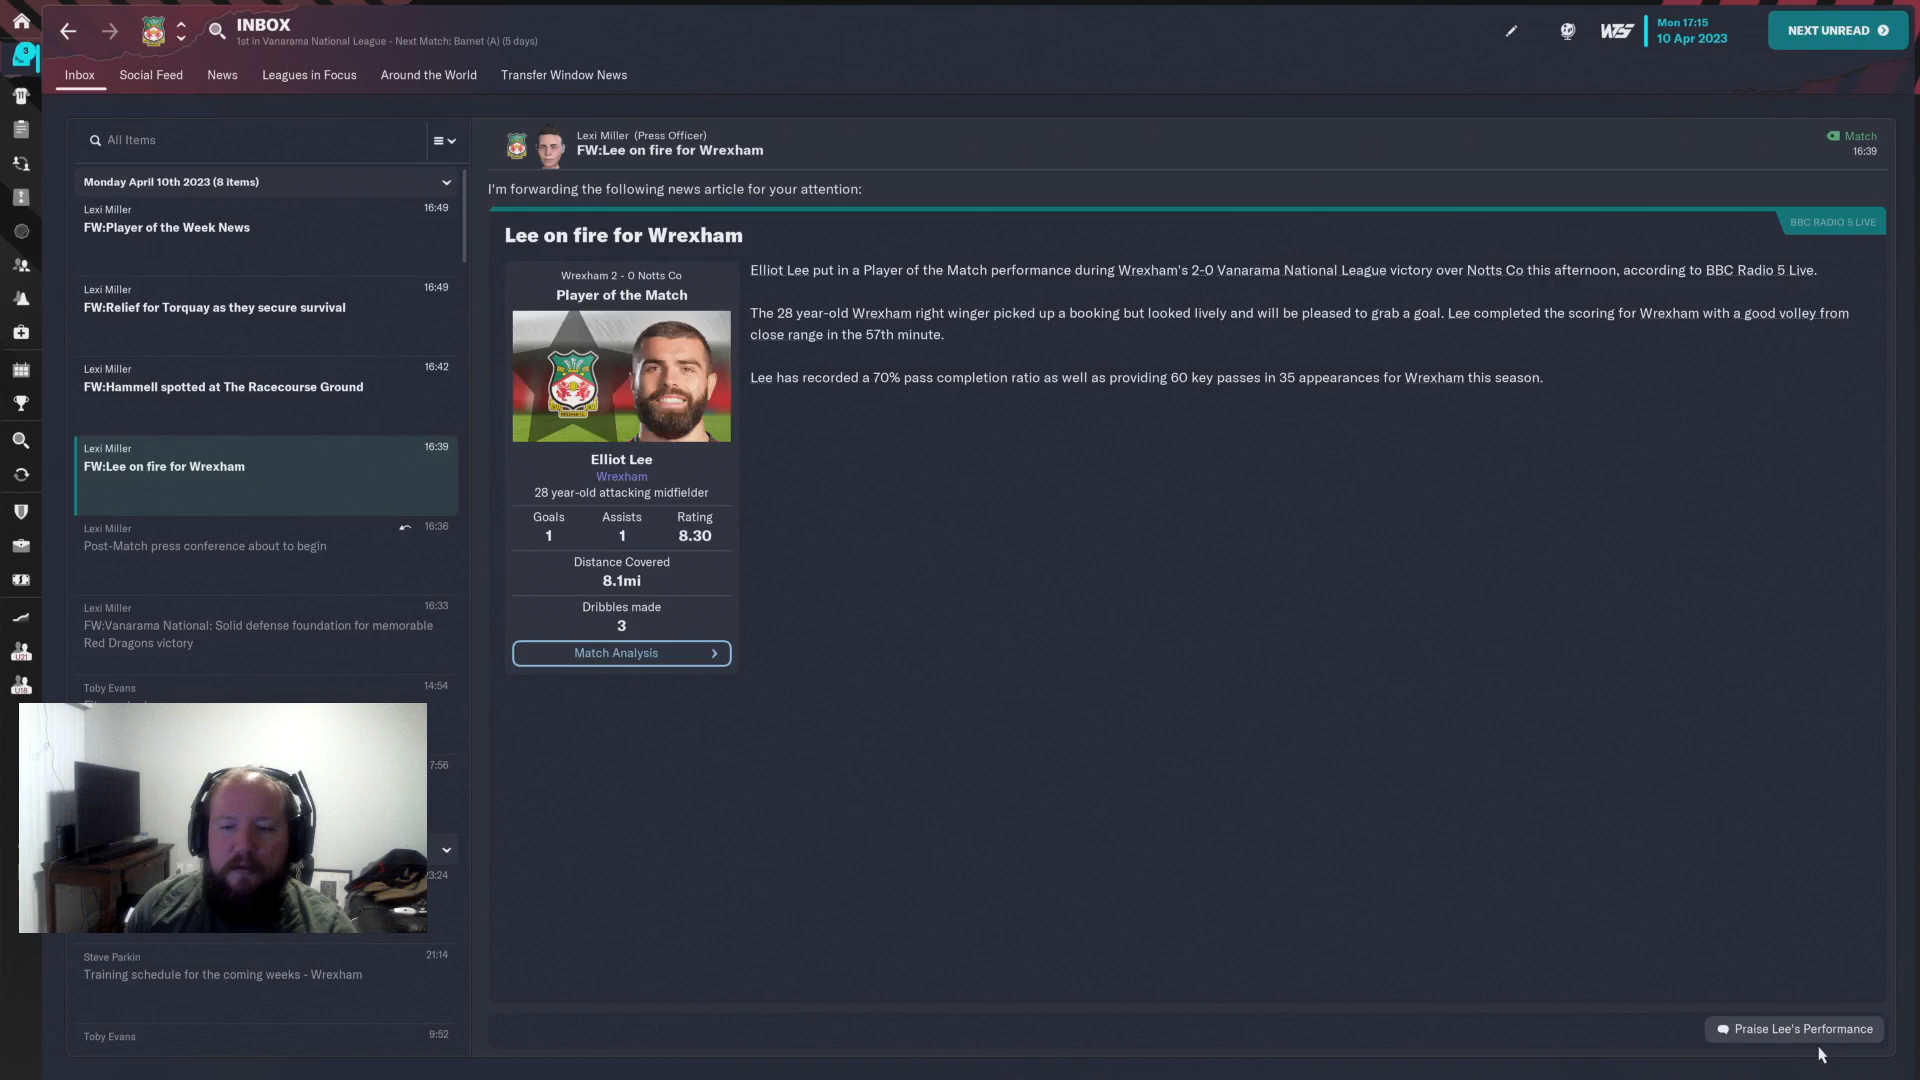 INBOX
1st in Vanarama National League - Next Match: Barnet (A) (5 days)
Mon 17:15
10 Apr 2023
NEXT UNREAD
3
Inbox
Social Feed
News
Leagues in Focus
Around the World
Transfer Window News
All Items
Monday April 10th 2023 (8 items)
Lexi Miller
16:49
FW:Player of the Week News
Lexi Miller
16:49
FW:Relief for Torquay as they secure survival
Lexi Miller
16:42
FW:Hammell spotted at The Racecourse Ground
Lexi Miller
16:39
FW:Lee on fire for Wrexham
Lexi Miller
16:36
Post-Match press conference about to begin
Lexi Miller
16:33
FW:Vanarama National: Solid defense foundation for memorable
Red Dragons victory
Toby Evans
14:54
7:56
Steve Parkin
21:14
Training schedule for the coming weeks - Wrexham
Toby Evans
9:52
U21
U18
Lexi Miller (Press Officer)
FW:Lee on fire for Wrexham
Match
16:39
I'm forwarding the following news article for your attention:
BBC RADIO 5 LIVE
Lee on fire for Wrexham
Wrexham 2 - 0 Notts Co
Player of the Match
Elliot Lee
Wrexham
28 year-old attacking midfielder
Goals Assists Rating
1 1 8.30
Distance Covered
8.1mi
Dribbles made
3
Match Analysis
Elliot Lee put in a Player of the Match performance during Wrexham's 2-0 Vanarama National League victory over Notts Co this afternoon, according to BBC Radio 5 Live.
The 28 year-old Wrexham right winger picked up a booking but looked lively and will be pleased to grab a goal. Lee completed the scoring for Wrexham with a good volley from
close range in the 57th minute.
Lee has recorded a 70% pass completion ratio as well as providing 60 key passes in 35 appearances for Wrexham this season.
Praise Lee's Performance